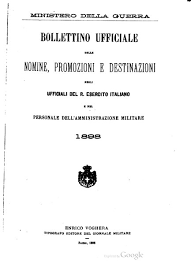 MINISTERO DELLA GUERRA
BOLLETTINO UFFICIALE
DELLE
NOMINE, PROMOZIONI E DESTINAZIONI
NEGLI
UFFICIALI DEL R. ESERCITO ITALIANO
E NEL
PERSONALE DELL'AMMINISTRAZIONE MILITARE
1898
ENRICO VOGHERA
TIPOGRAFO EDITORE DEL GIORNALE MILITARE
ROMA, 1898
Digitized by Google